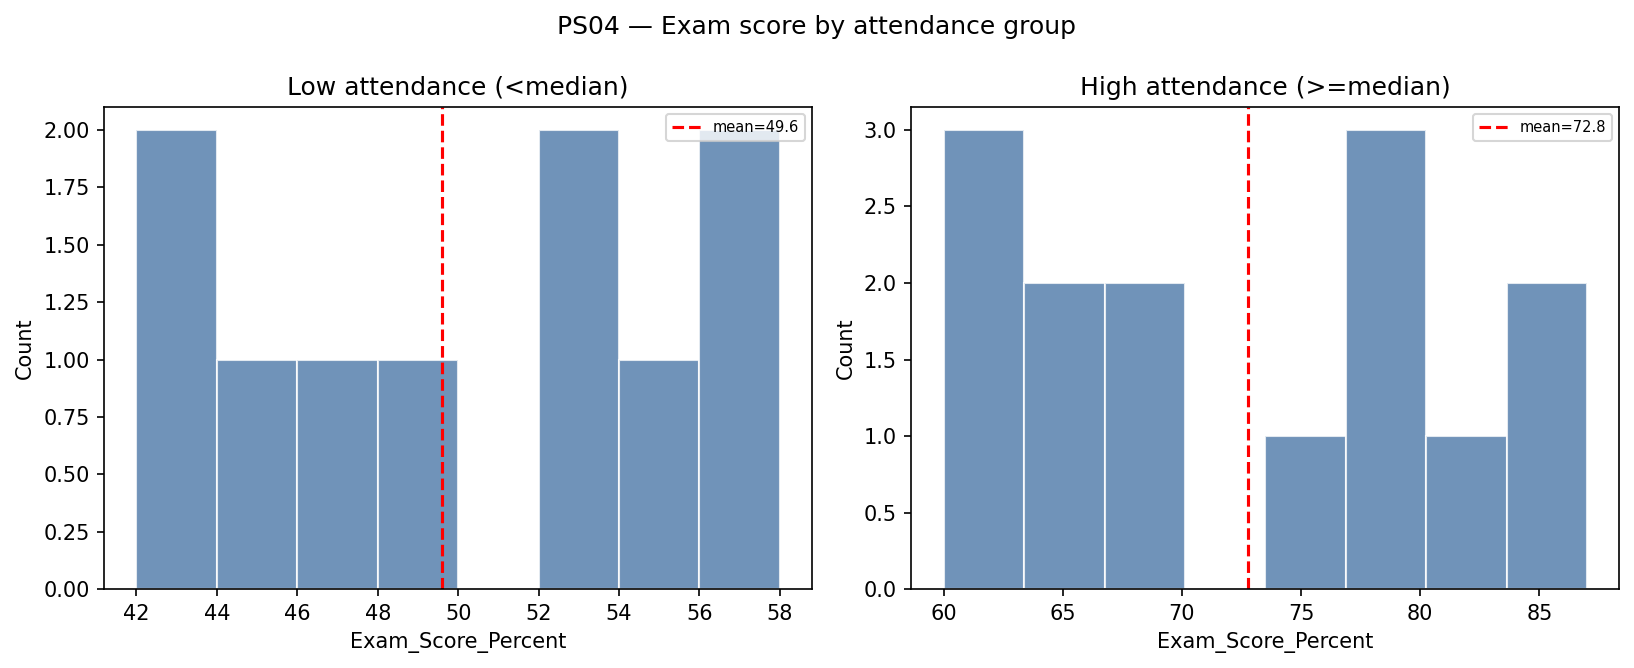 PS04 — Exam score by attendance group
Low attendance (<median)
mean=49.6
2.00
1.75
1.50
1.25
1.00
0.75
0.50
0.25
0.00
Count
42 44 46 48 50 52 54 56 58
Exam_Score_Percent
High attendance (>=median)
mean=72.8
3.0
2.5
2.0
1.5
1.0
0.5
0.0
Count
60 65 70 75 80 85
Exam_Score_Percent